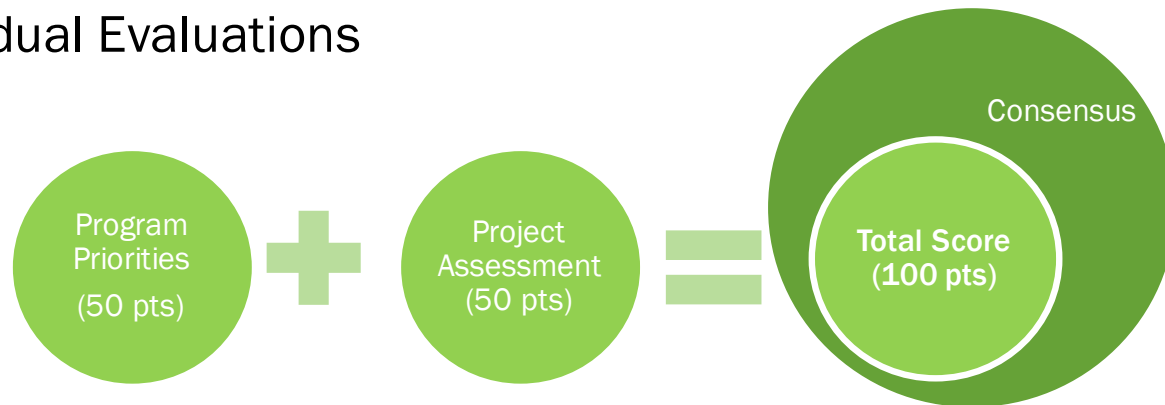 dual Evaluations
Consensus
Program
Priorities
(50 pts)
Project
Assessment
(50 pts)
Total Score
(100 pts)